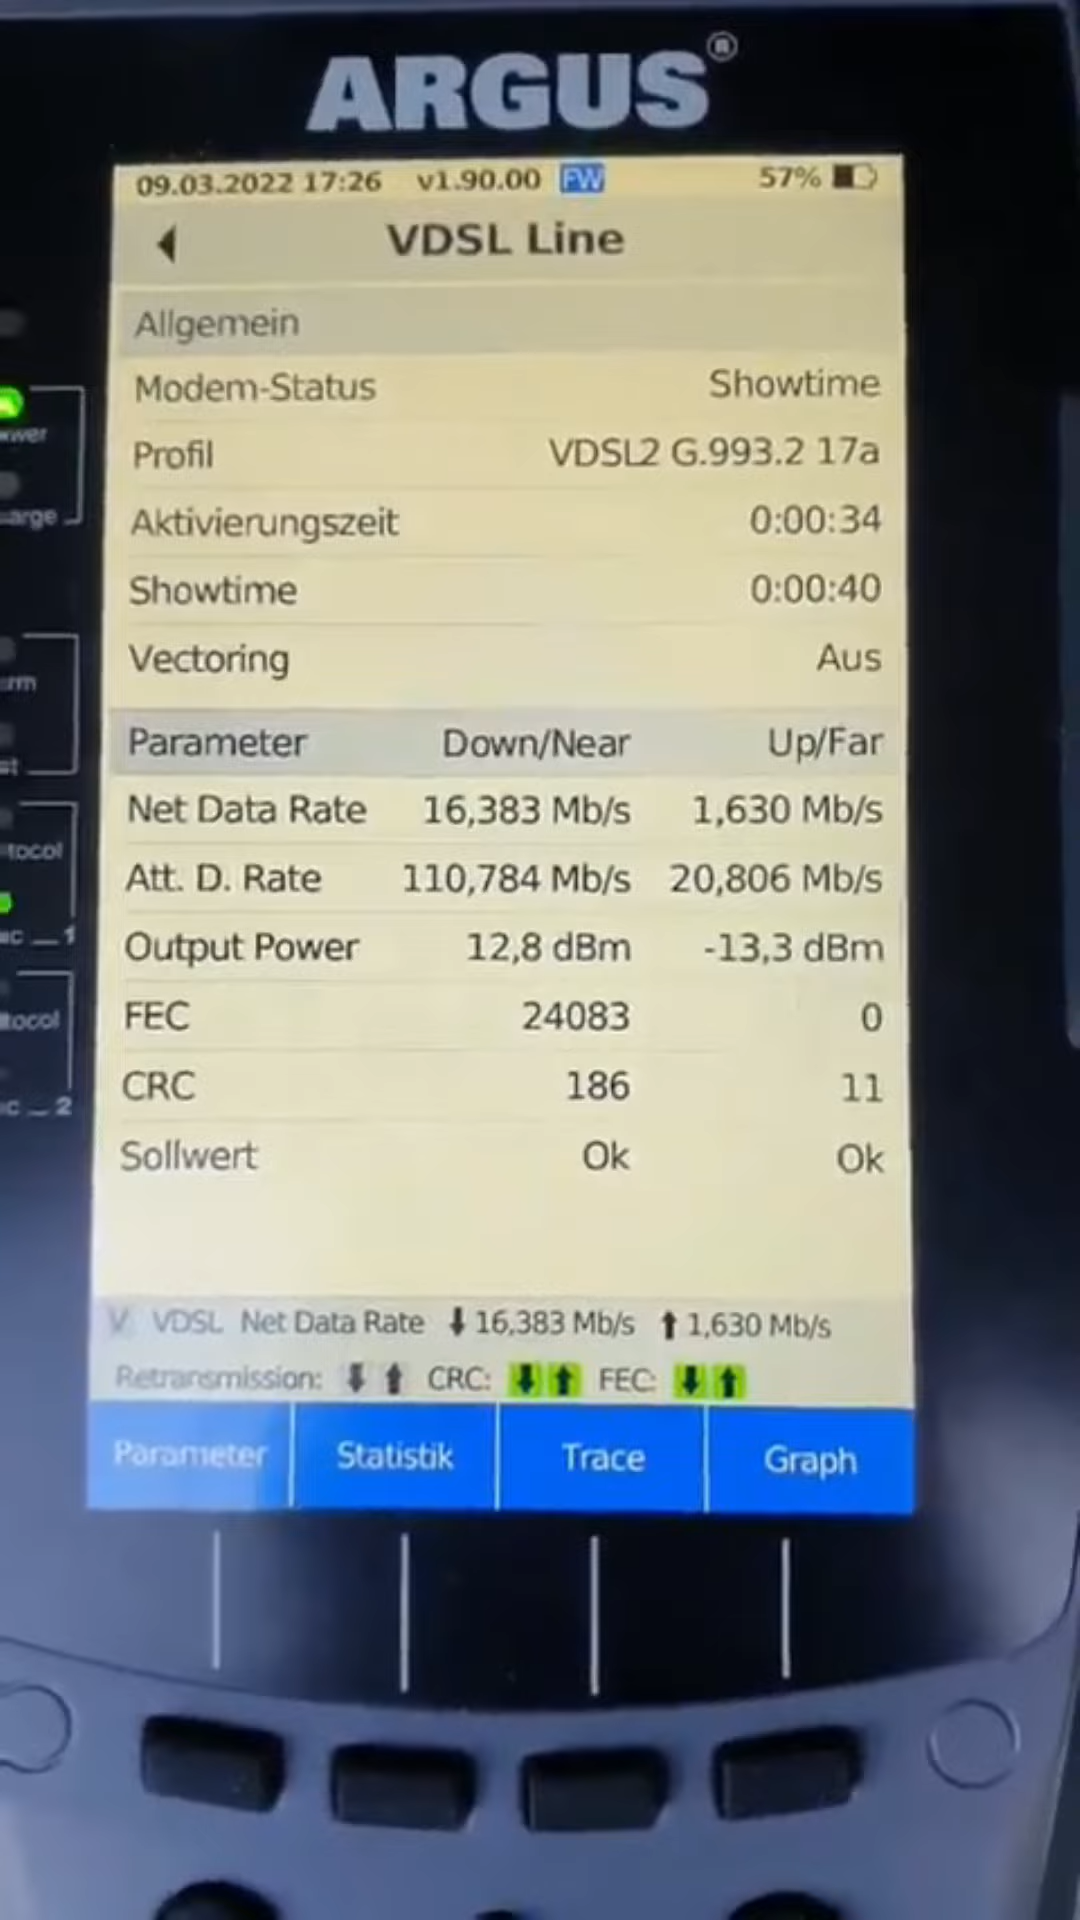 ARGUS®
09.03.2022 17:26 v1.90.00 FW 57%
VDSL Line
Allgemein
Modem-Status Showtime
Profil VDSL2 G.993.2 17a
Aktivierungszeit 0:00:34
Showtime 0:00:40
Vectoring Aus
Parameter Down/Near Up/Far
Net Data Rate 16,383 Mb/s 1,630 Mb/s
Att. D. Rate 110,784 Mb/s 20,806 Mb/s
Output Power 12,8 dBm -13,3 dBm
FEC 24083 0
CRC 186 11
Sollwert Ok Ok
V VDSL Net Data Rate ⬇16,383 Mb/s ⬆1,630 Mb/s
Retransmission: ⬇ ⬆ CRC: ⬇ ⬆ FEC: ⬇ ⬆
Parameter Statistik Trace Graph